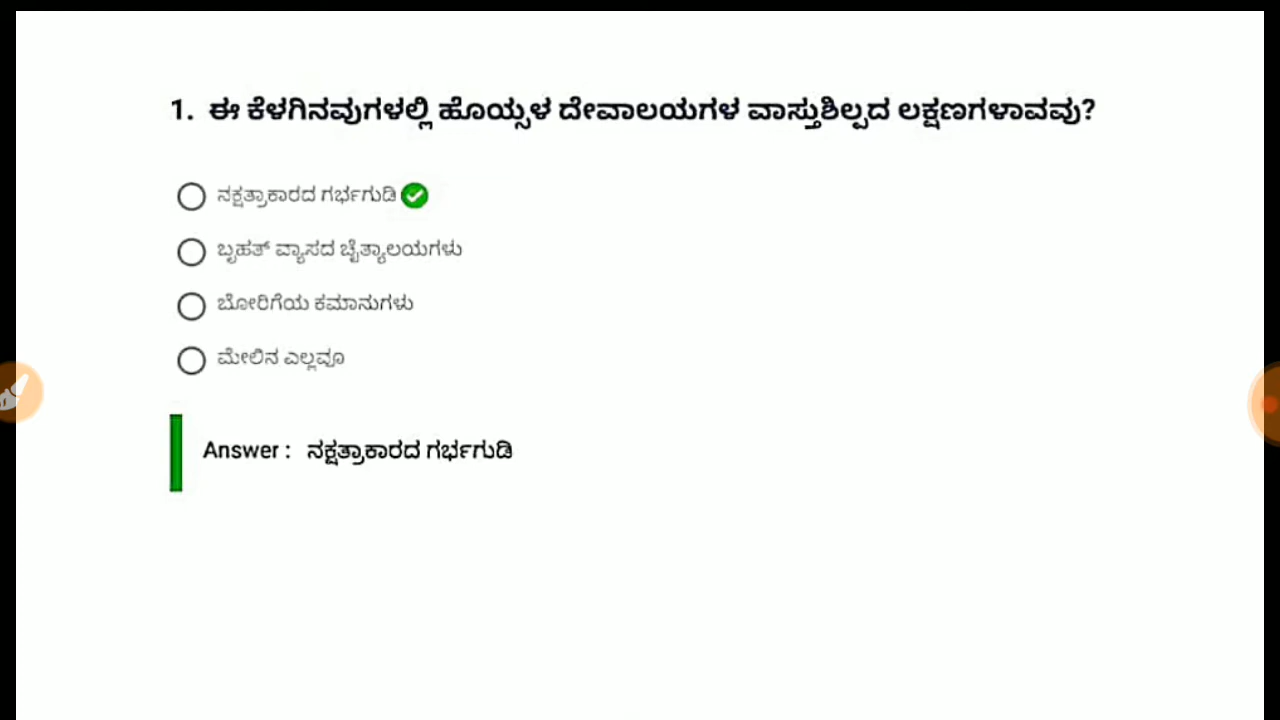 1. ಈ ಕೆಳಗಿನವುಗಳಲ್ಲಿ ಹೊಯ್ಸಳ ದೇವಾಲಯಗಳ ವಾಸ್ತುಶಿಲ್ಪದ ಲಕ್ಷಣಗಳಾವವು?
ನಕ್ಷತ್ರಾಕಾರದ ಗರ್ಭಗುಡಿ
ಬೃಹತ್ ವ್ಯಾಸದ ಚೈತ್ಯಾಲಯಗಳು
ಬೋರಿಗೆಯ ಕಮಾನುಗಳು
ಮೇಲಿನ ಎಲ್ಲವೂ
Answer : ನಕ್ಷತ್ರಾಕಾರದ ಗರ್ಭಗುಡಿ